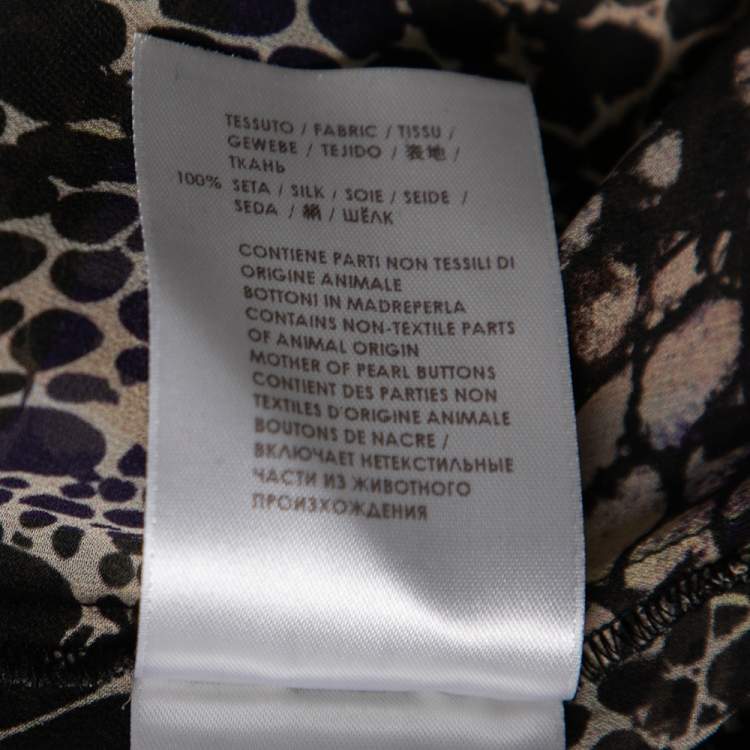 TESSUTO / FABRIC / TISSU /
GEWEBE / TEJIDO / 表地 /
ТКАНЬ
100% SETA / SILK / SOIE / SEIDE /
SEDA / 絹 / ШЁЛК
CONTIENE PARTI NON TESSILI DI
ORIGINE ANIMALE
BOTTONI IN MADREPERLA
CONTAINS NON-TEXTILE PARTS
OF ANIMAL ORIGIN
MOTHER OF PEARL BUTTONS
CONTIENT DES PARTIES NON
TEXTILES D'ORIGINE ANIMALE
BOUTONS DE NACRE /
ВКЛЮЧАЕТ НЕТЕКСТИЛЬНЫЕ
ЧАСТИ ИЗ ЖИВОТНОГО
ПРОИЗХОЖДЕНИЯ